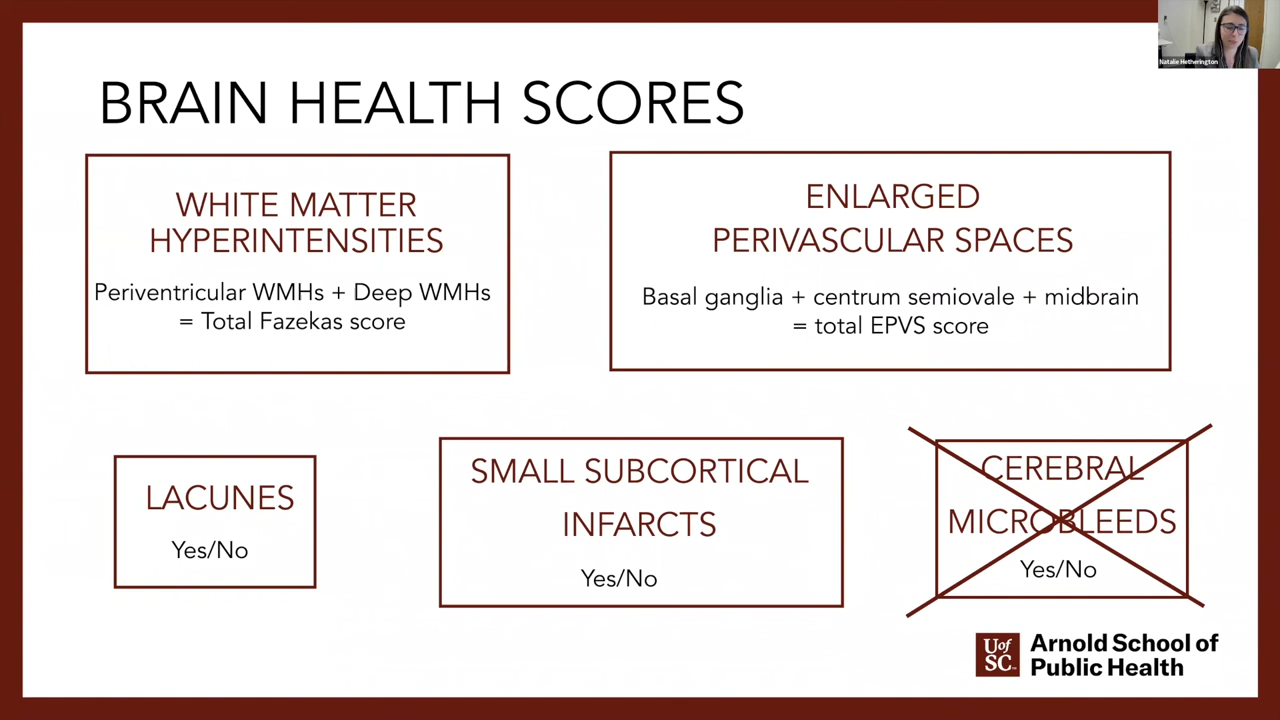 Natalie Hetherington
BRAIN HEALTH SCORES
WHITE MATTER
HYPERINTENSITIES
Periventricular WMHs + Deep WMHs
= Total Fazekas score
ENLARGED
PERIVASCULAR SPACES
Basal ganglia + centrum semiovale + midbrain
= total EPVS score
LACUNES
Yes/No
SMALL SUBCORTICAL
INFARCTS
Yes/No
CEREBRAL
MICROBLEEDS
Yes/No
UofSC
Arnold School of
Public Health